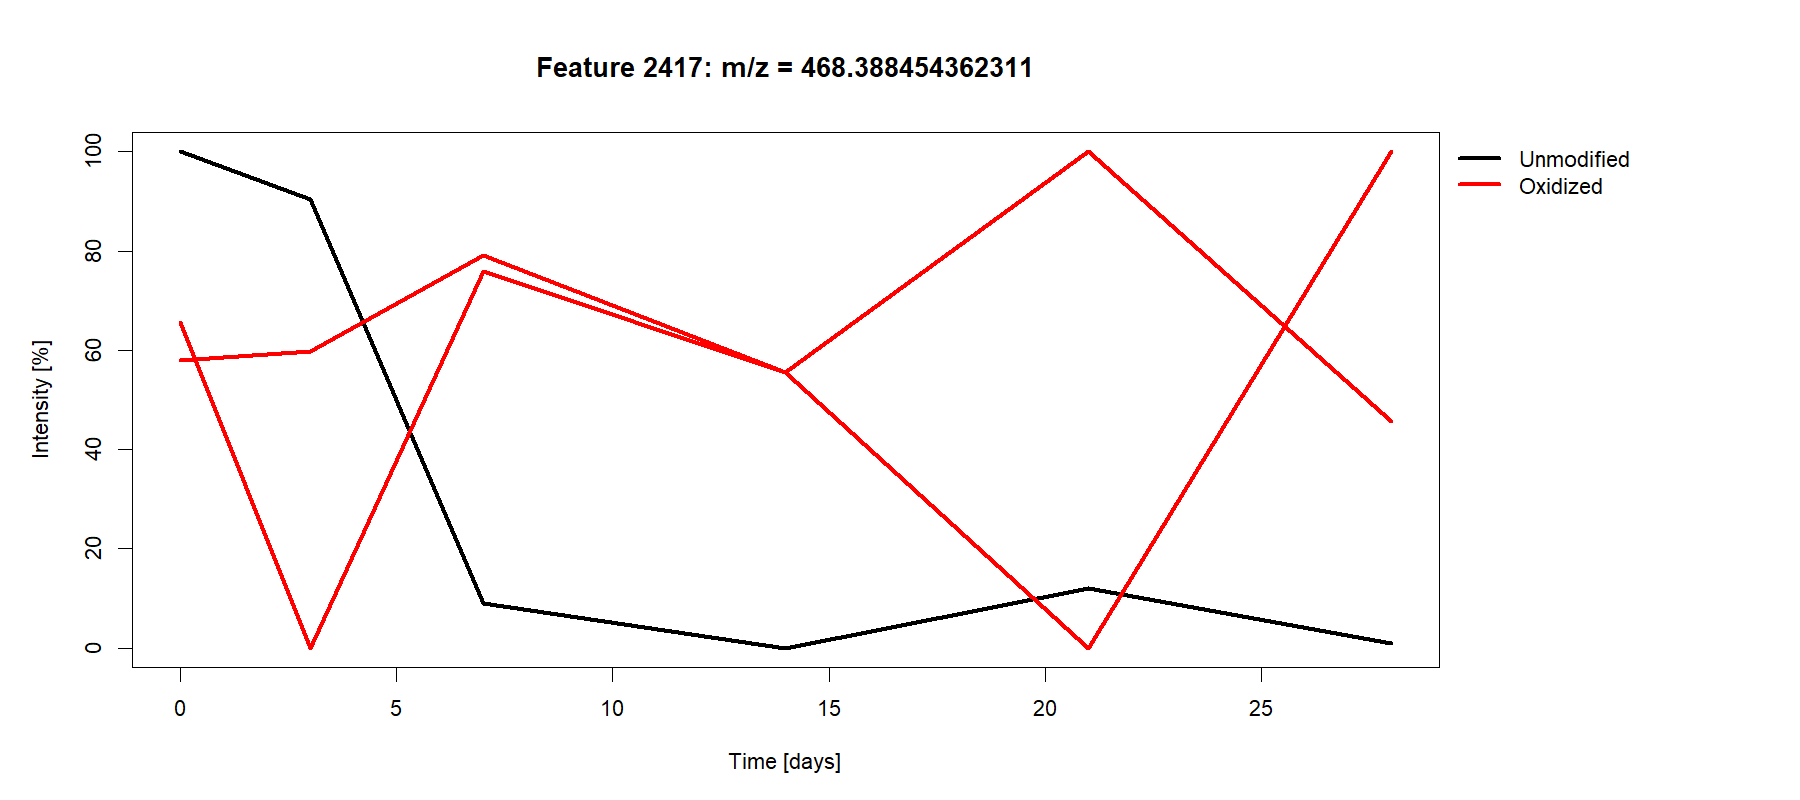 Feature 2417: m/z = 468.388454362311
Unmodified
Oxidized
Intensity [%]
100
80
60
40
20
0
0 5 10 15 20 25
Time [days]